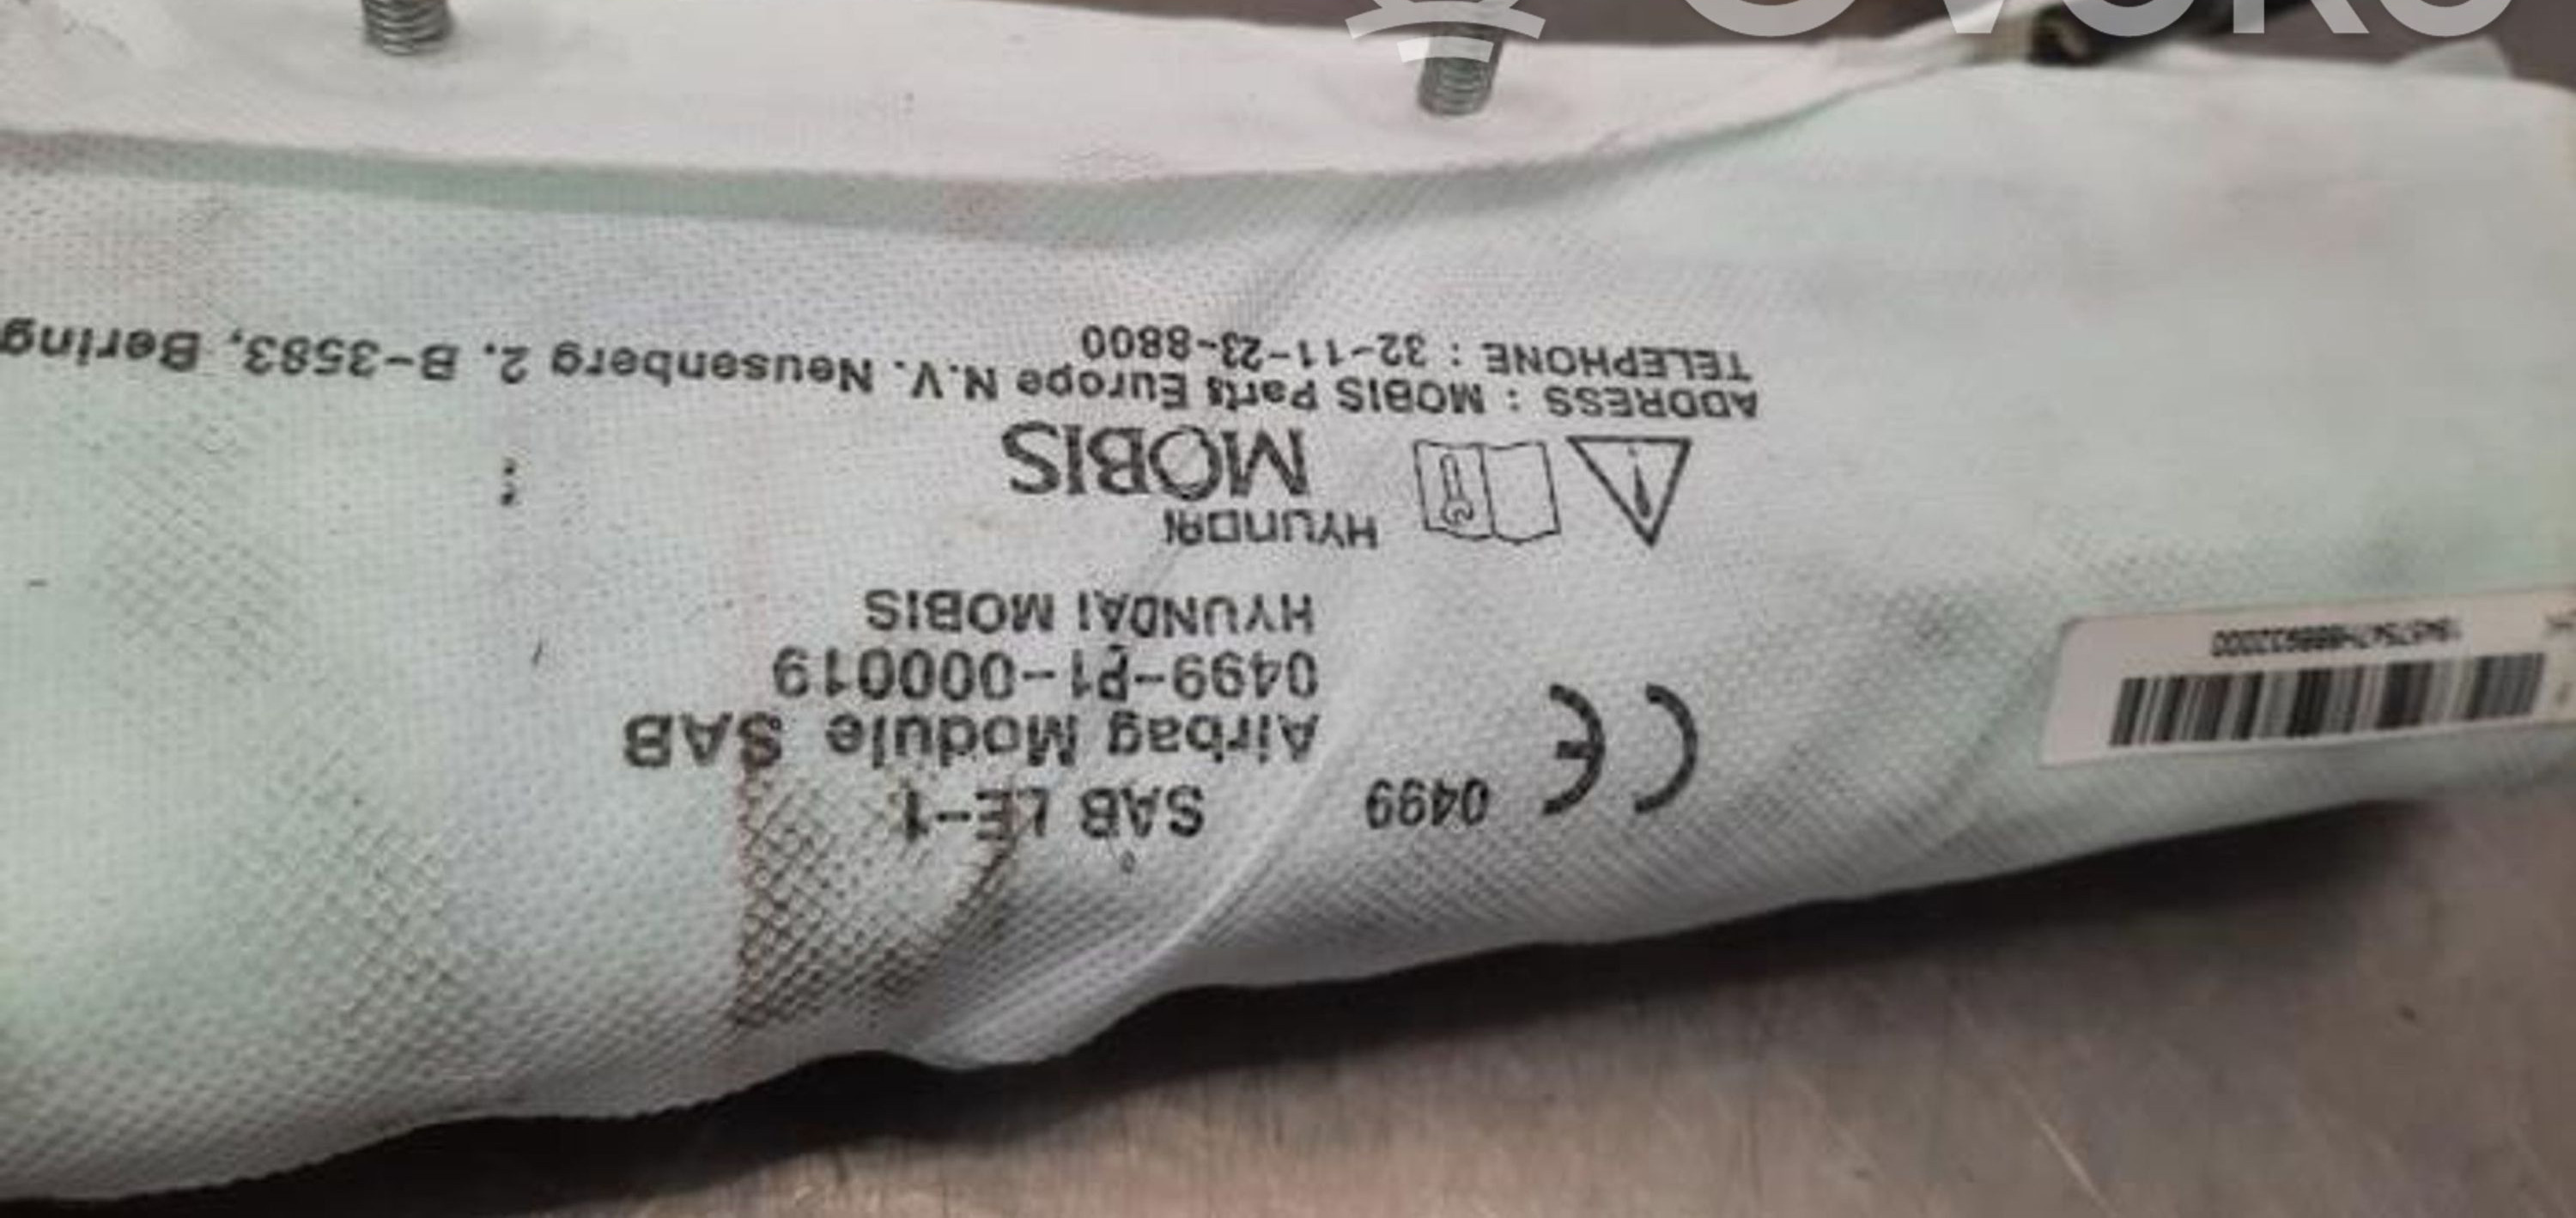 0499
SAB LE-1
Airbag Module SAB
0499-P1-000019
HYUNDAI MOBIS
HYUNDAI
MOBIS
ADDRESS : MOBIS Parts Europe N.V. Neusenberg 2. B-3583, Bering
TELEPHONE : 32-11-23-8800